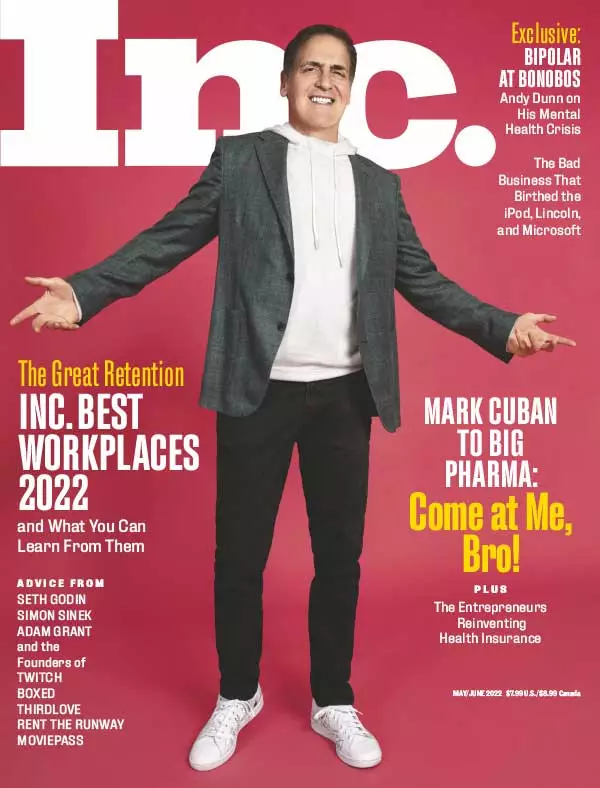 Inc.
Exclusive:
BIPOLAR
AT BONOBOS
Andy Dunn on
His Mental
Health Crisis
The Bad
Business That
Birthed the
iPod, Lincoln,
and Microsoft
The Great Retention
INC. BEST
WORKPLACES
2022
and What You Can
Learn From Them
ADVICE FROM
SETH GODIN
SIMON SINEK
ADAM GRANT
and the
Founders of
TWITCH
BOXED
THIRDLOVE
RENT THE RUNWAY
MOVIEPASS
MARK CUBAN
TO BIG
PHARMA:
Come at Me,
Bro!
PLUS
The Entrepreneurs
Reinventing
Health Insurance
MAY/JUNE 2022 $7.99 U.S./$8.99 Canada